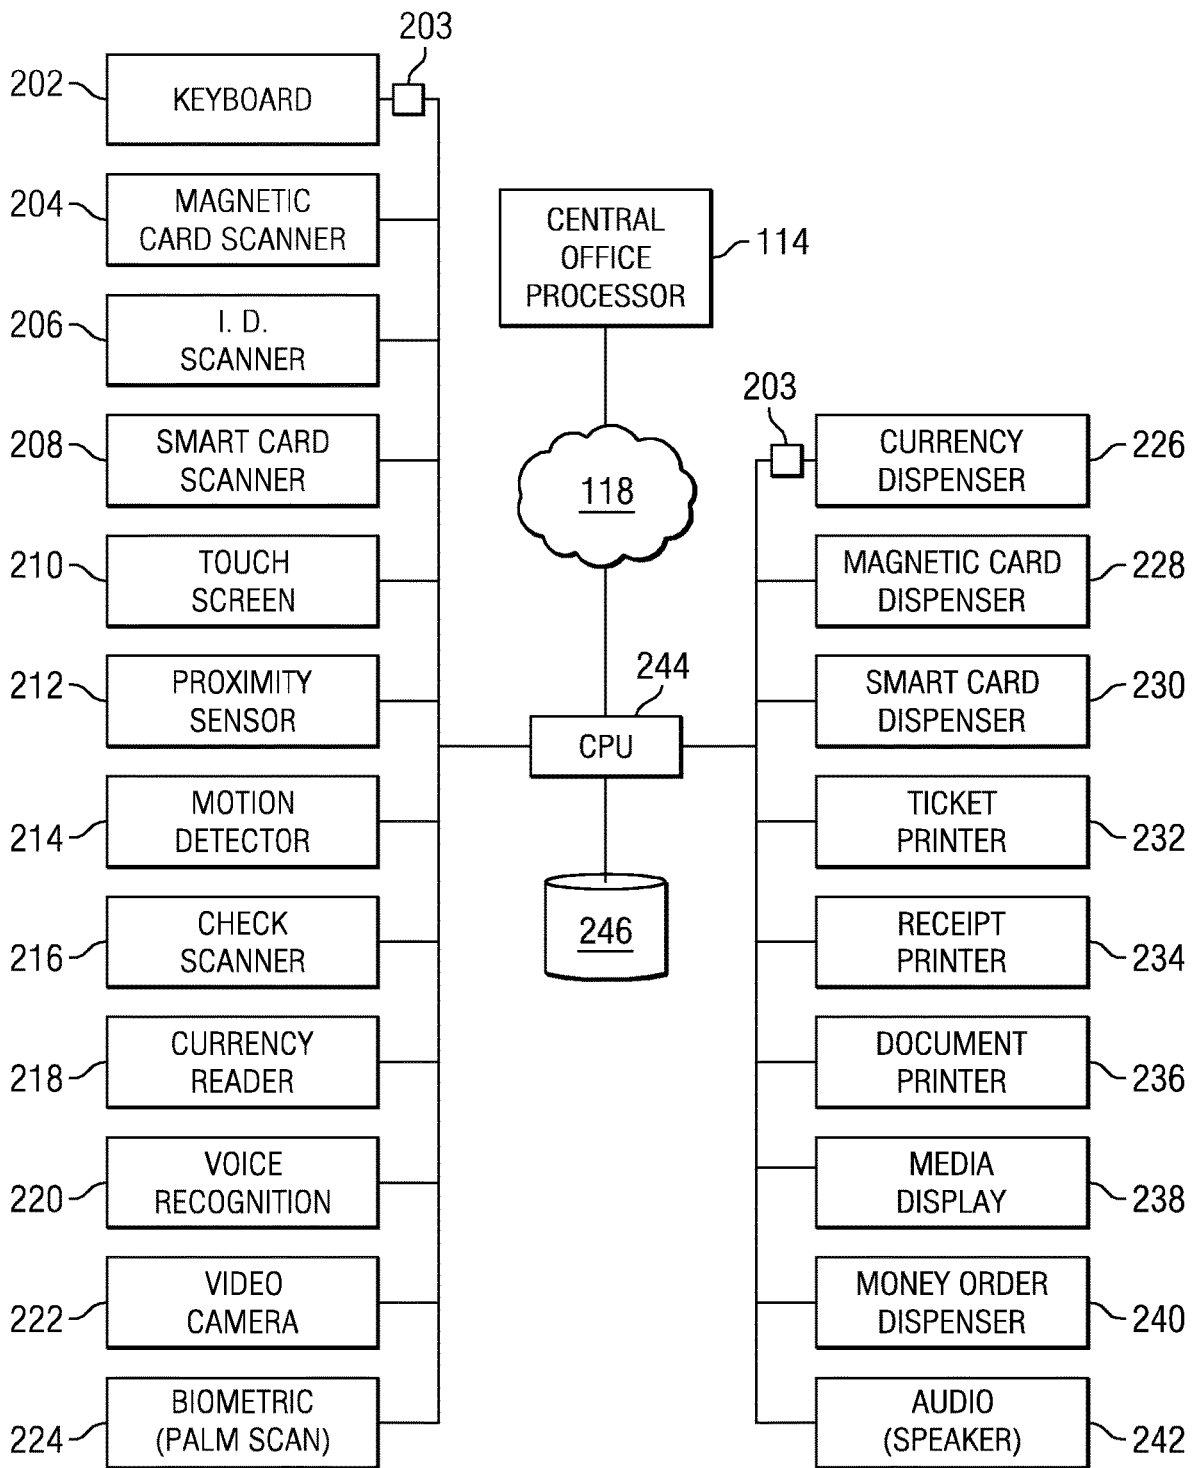 203
202
KEYBOARD
204
MAGNETIC
CARD SCANNER
206
I. D.
SCANNER
208
SMART CARD
SCANNER
210
TOUCH
SCREEN
212
PROXIMITY
SENSOR
214
MOTION
DETECTOR
216
CHECK
SCANNER
218
CURRENCY
READER
220
VOICE
RECOGNITION
222
VIDEO
CAMERA
224
BIOMETRIC
(PALM SCAN)
CENTRAL
OFFICE
PROCESSOR
114
118
244
CPU
246
203
CURRENCY
DISPENSER
226
MAGNETIC CARD
DISPENSER
228
SMART CARD
DISPENSER
230
TICKET
PRINTER
232
RECEIPT
PRINTER
234
DOCUMENT
PRINTER
236
MEDIA
DISPLAY
238
MONEY ORDER
DISPENSER
240
AUDIO
(SPEAKER)
242